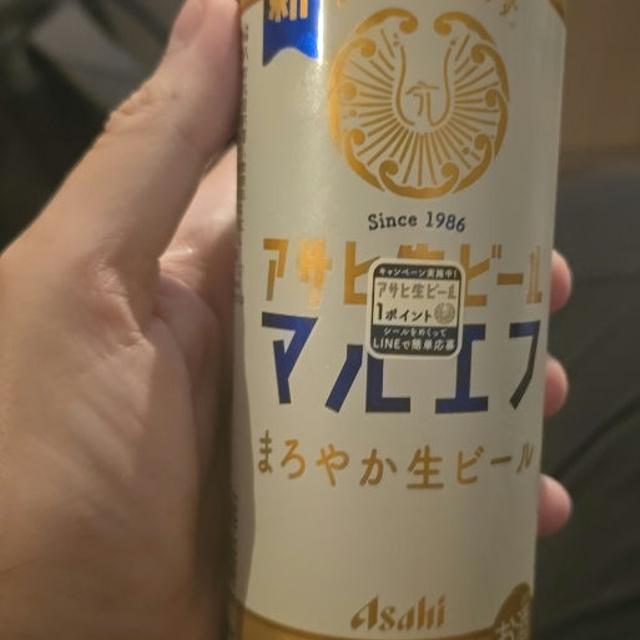 新
Since 1986
アサヒ生ビール
マルエフ
キャンペーン実施中!
アサヒ生ビール
1ポイント
シールをめくって
LINEで簡単応募
まろやか生ビール
Asahi